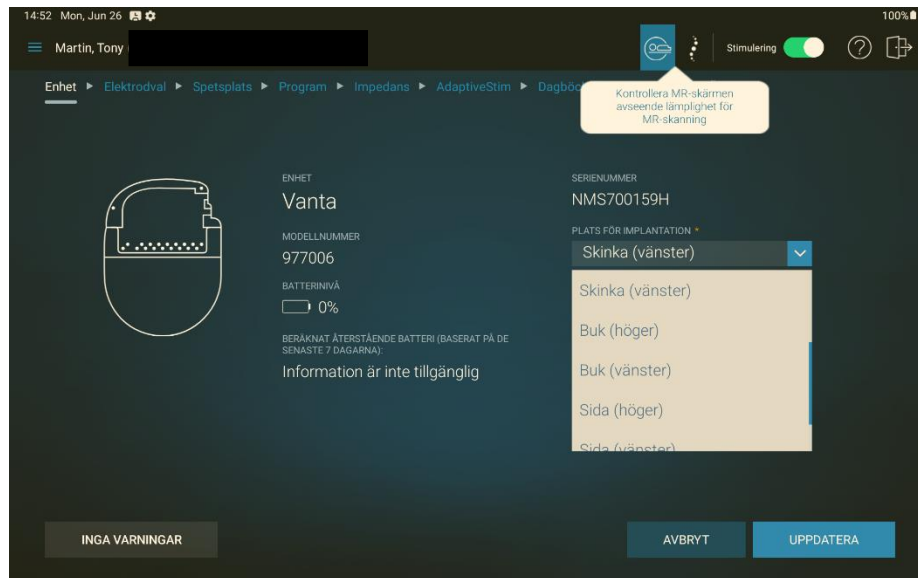 14:52 Mon, Jun 26
100%
Martin, Tony
Stimulering
Enhet ► Elektrodval ► Spetsplats ► Program ► Impedans ► AdaptiveStim ►
Kontrollera MR-skärmen
avseende lämplighet för
MR-skanning
ENHET
Vanta
MODELLNUMMER
977006
BATTERINIVÅ
0%
BERÄKNAT ÅTERSTÅENDE BATTERI (BASERAT PÅ DE
SENASTE 7 DAGARNA):
Information är inte tillgänglig
SERIENUMMER
NMS700159H
PLATS FÖR IMPLANTATION *
Skinka (vänster)
Skinka (vänster)
Buk (höger)
Buk (vänster)
Sida (höger)
Sida (vänster)
INGA VARNINGAR
AVBRYT
UPPDATERA